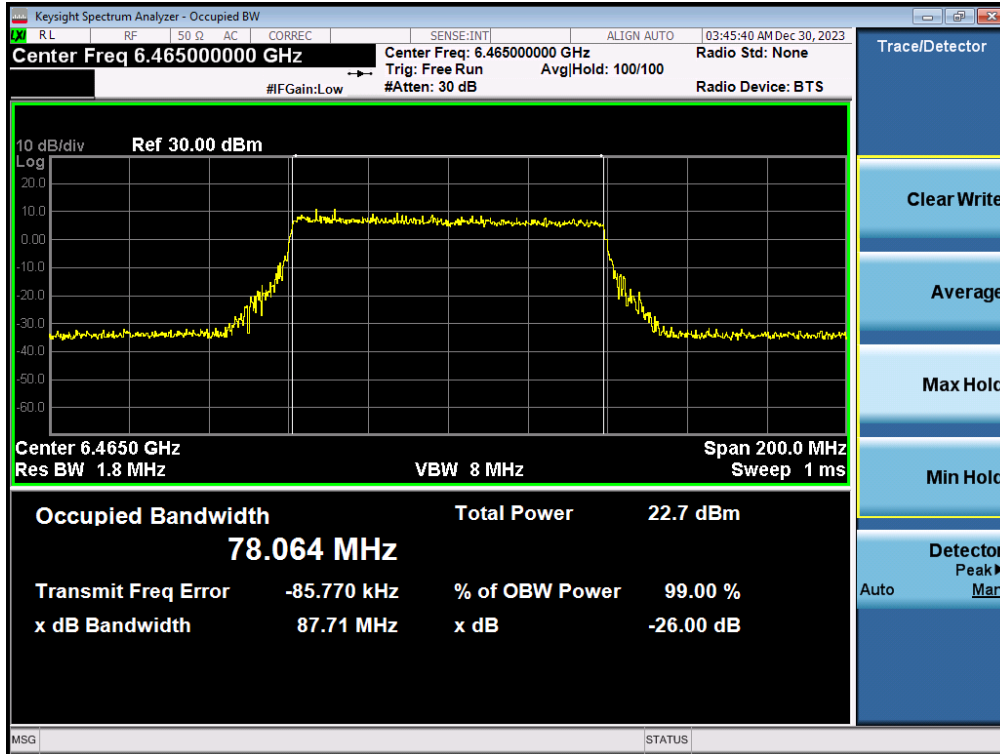 Keysight Spectrum Analyzer - Occupied BW
LXI RL RF 50 Ω AC CORREC SENSE:INT ALIGN AUTO 03:45:40 AM Dec 30, 2023
Center Freq 6.465000000 GHz
Center Freq: 6.465000000 GHz Radio Std: None
Trig: Free Run Avg|Hold: 100/100
#IFGain:Low #Atten: 30 dB Radio Device: BTS
10 dB/div Ref 30.00 dBm
Log
20.0
10.0
0.00
-10.0
-20.0
-30.0
-40.0
-50.0
-60.0
Center 6.4650 GHz Span 200.0 MHz
Res BW 1.8 MHz VBW 8 MHz Sweep 1 ms
Occupied Bandwidth Total Power 22.7 dBm
78.064 MHz
Transmit Freq Error -85.770 kHz % of OBW Power 99.00 %
x dB Bandwidth 87.71 MHz x dB -26.00 dB
MSG STATUS
Trace/Detector
Clear Write
Average
Max Hold
Min Hold
Detector
Peak▶
Auto Man